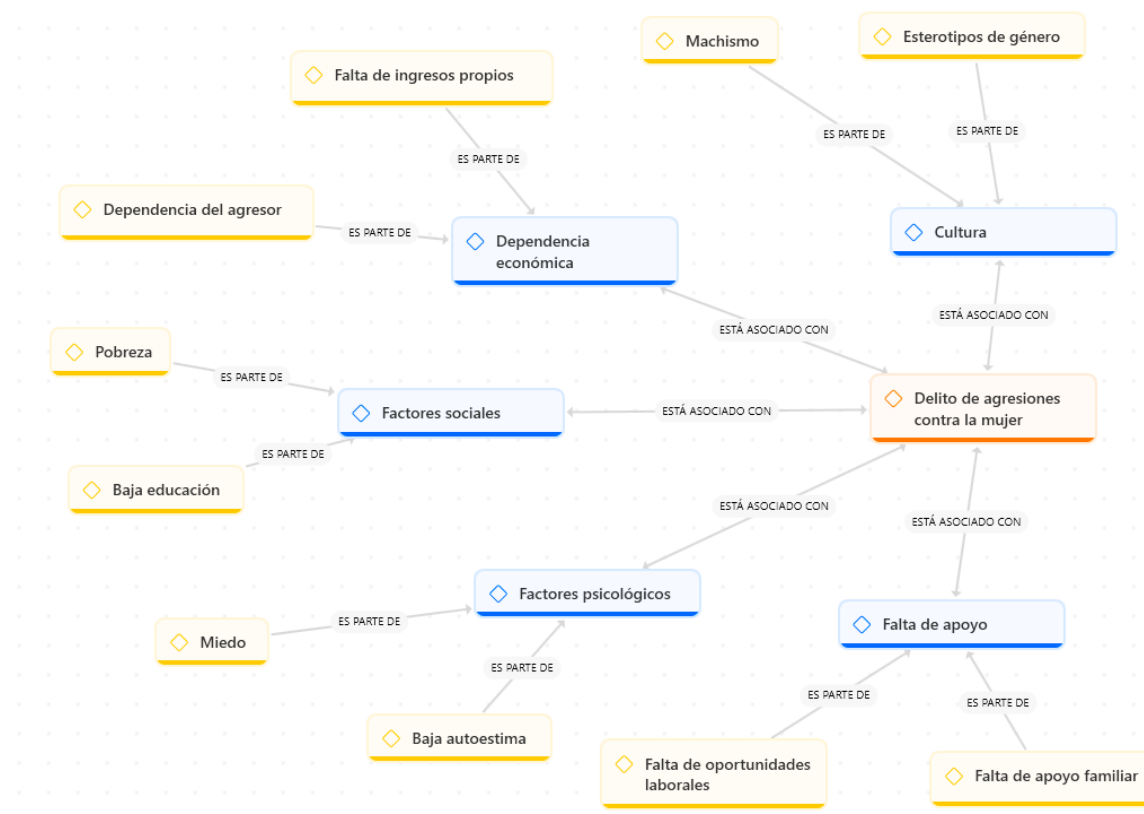 Machismo
Esterotipos de género
Falta de ingresos propios
ES PARTE DE
ES PARTE DE
ES PARTE DE
Dependencia del agresor
ES PARTE DE
Dependencia
económica
Cultura
ESTÁ ASOCIADO CON
ESTÁ ASOCIADO CON
Pobreza
ES PARTE DE
Factores sociales
ESTÁ ASOCIADO CON
Delito de agresiones
contra la mujer
ES PARTE DE
Baja educación
ESTÁ ASOCIADO CON
ESTÁ ASOCIADO CON
Factores psicológicos
Miedo
ES PARTE DE
Falta de apoyo
ES PARTE DE
ES PARTE DE
ES PARTE DE
Baja autoestima
Falta de oportunidades
laborales
Falta de apoyo familiar